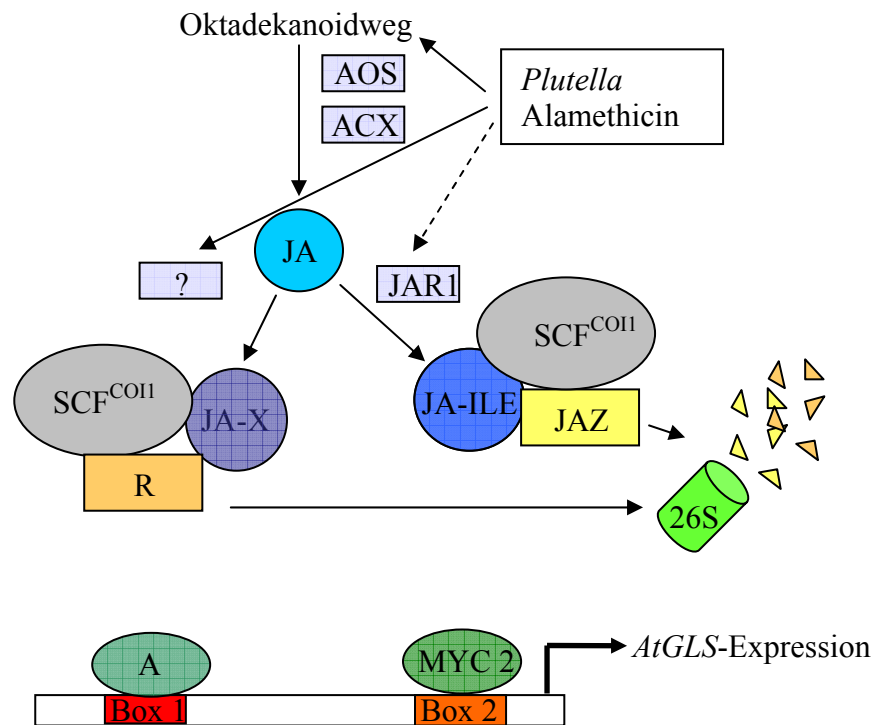 Oktadekanoidweg
AOS
ACX
Plutella
Alamethicin
JA
?
JAR1
SCF^COI1
SCF^COI1
JA-X
JA-ILE
R
JAZ
26S
A
MYC 2
AtGLS-Expression
Box 1
Box 2